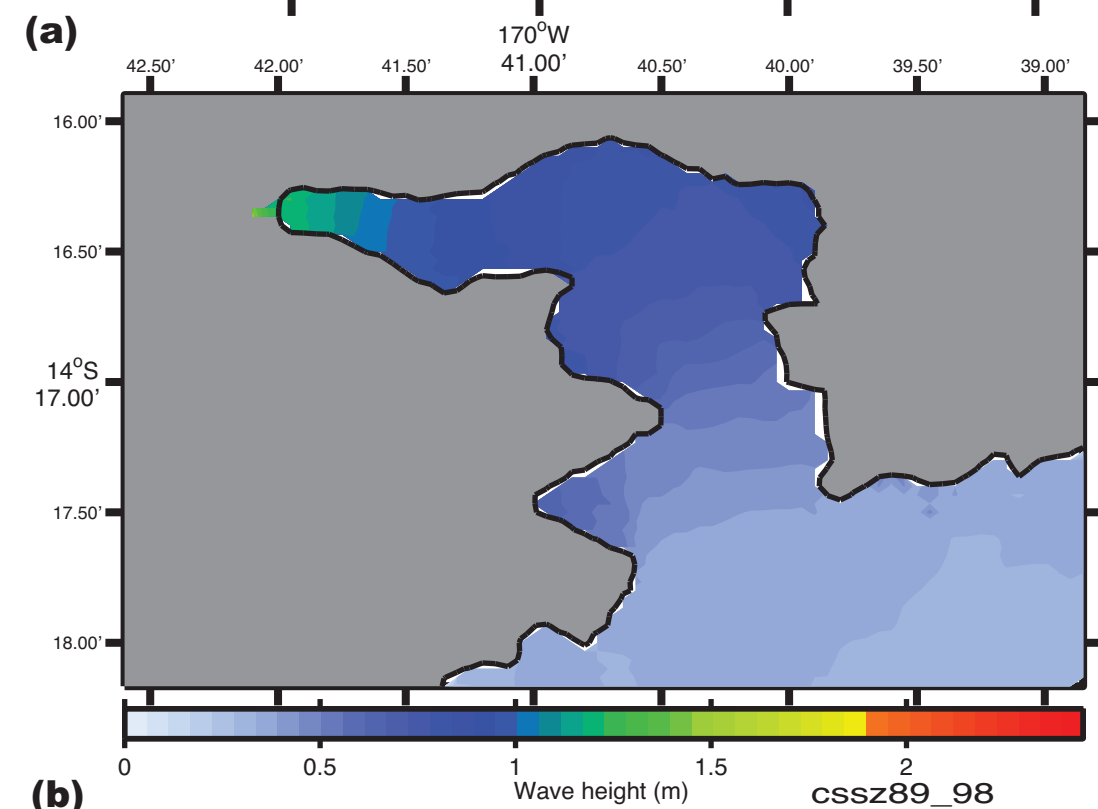 (a)
170°W
42.50' 42.00' 41.50' 41.00' 40.50' 40.00' 39.50' 39.00'
16.00'
16.50'
14°S
17.00'
17.50'
18.00'
0 0.5 1 1.5 2
(b) Wave height (m) cssz89_98